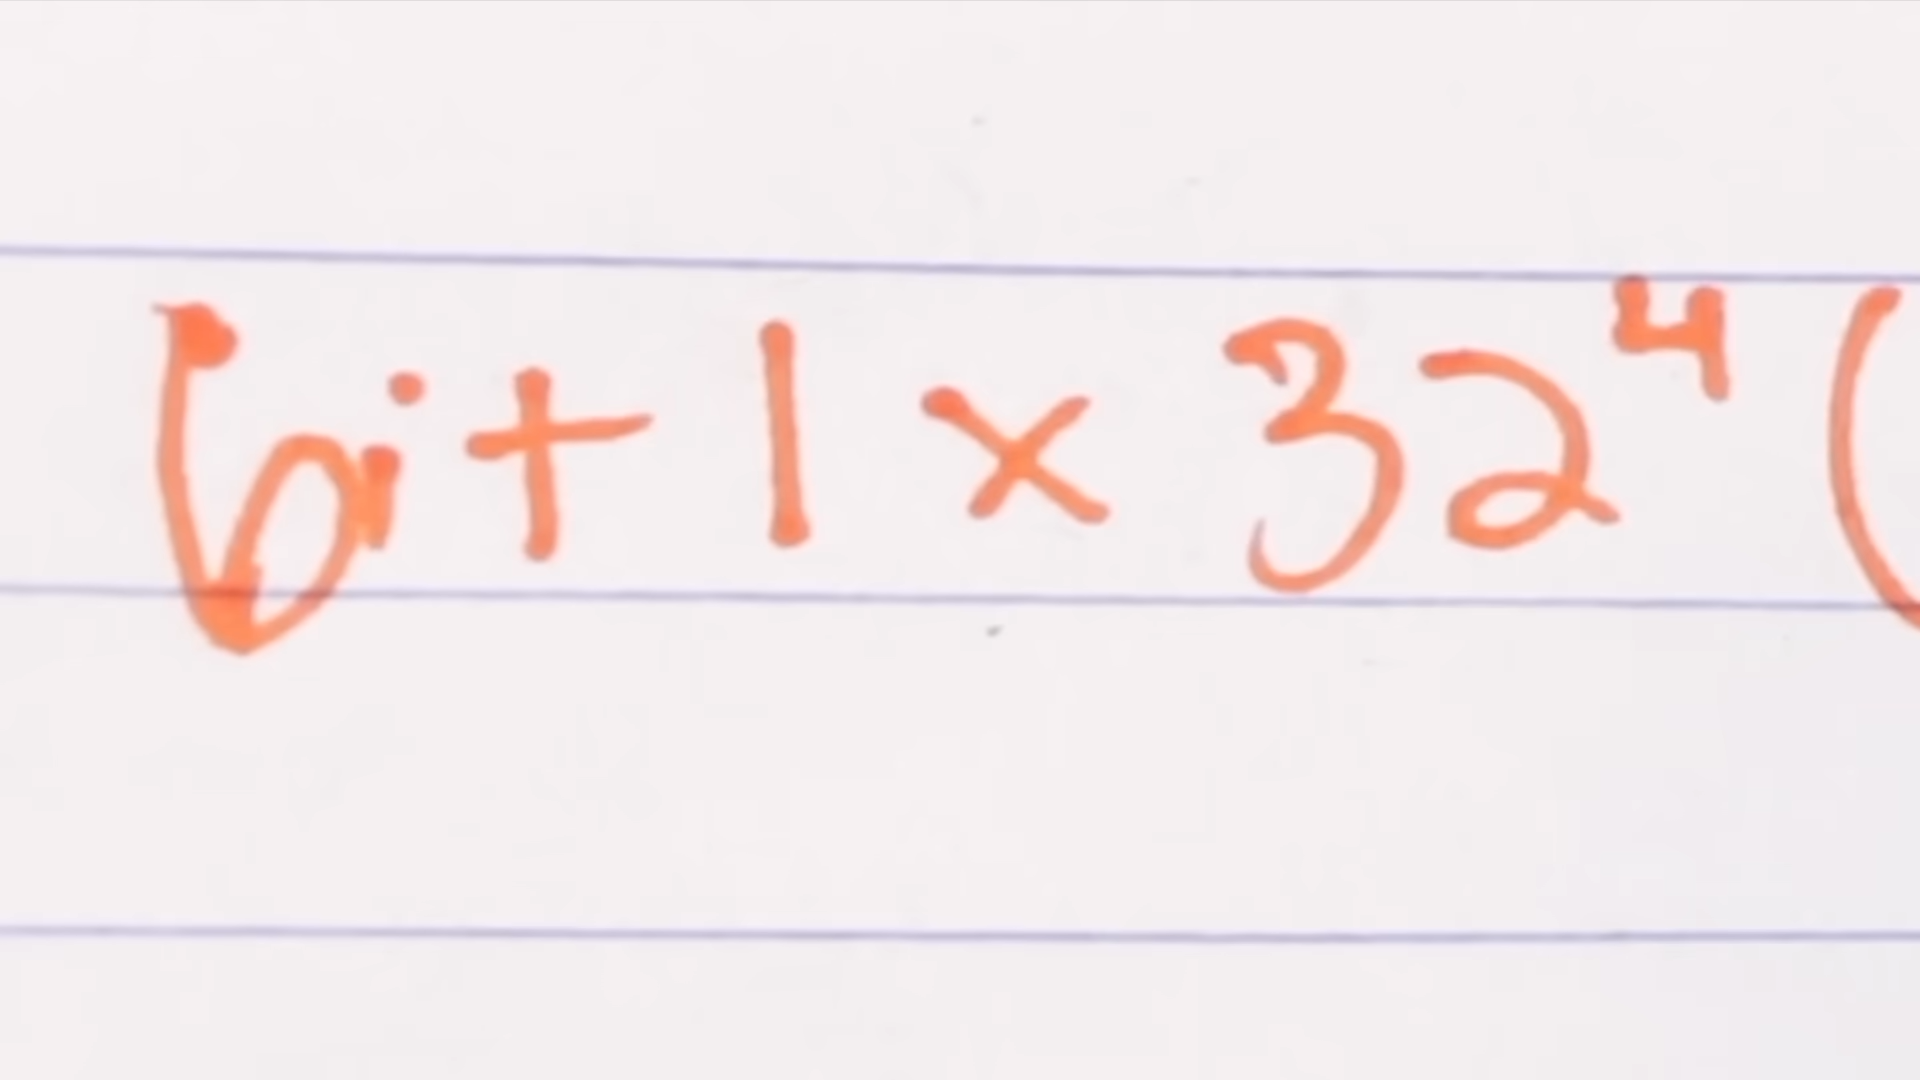 6i + 1 × 32⁴ (